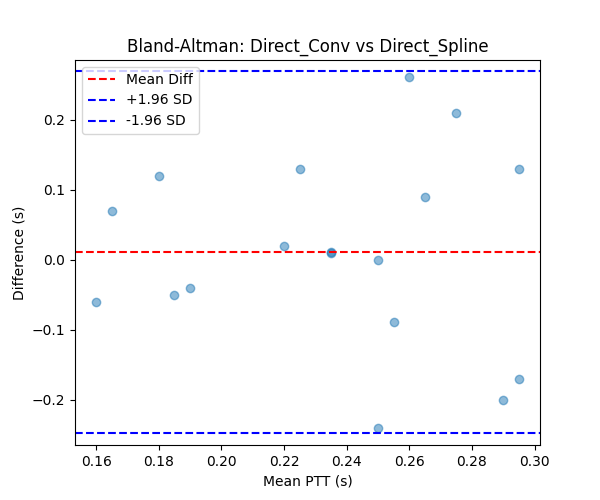 Bland-Altman: Direct_Conv vs Direct_Spline
Mean Diff
+1.96 SD
-1.96 SD
Difference (s)
0.2
0.1
0.0
−0.1
−0.2
0.16 0.18 0.20 0.22 0.24 0.26 0.28 0.30
Mean PTT (s)